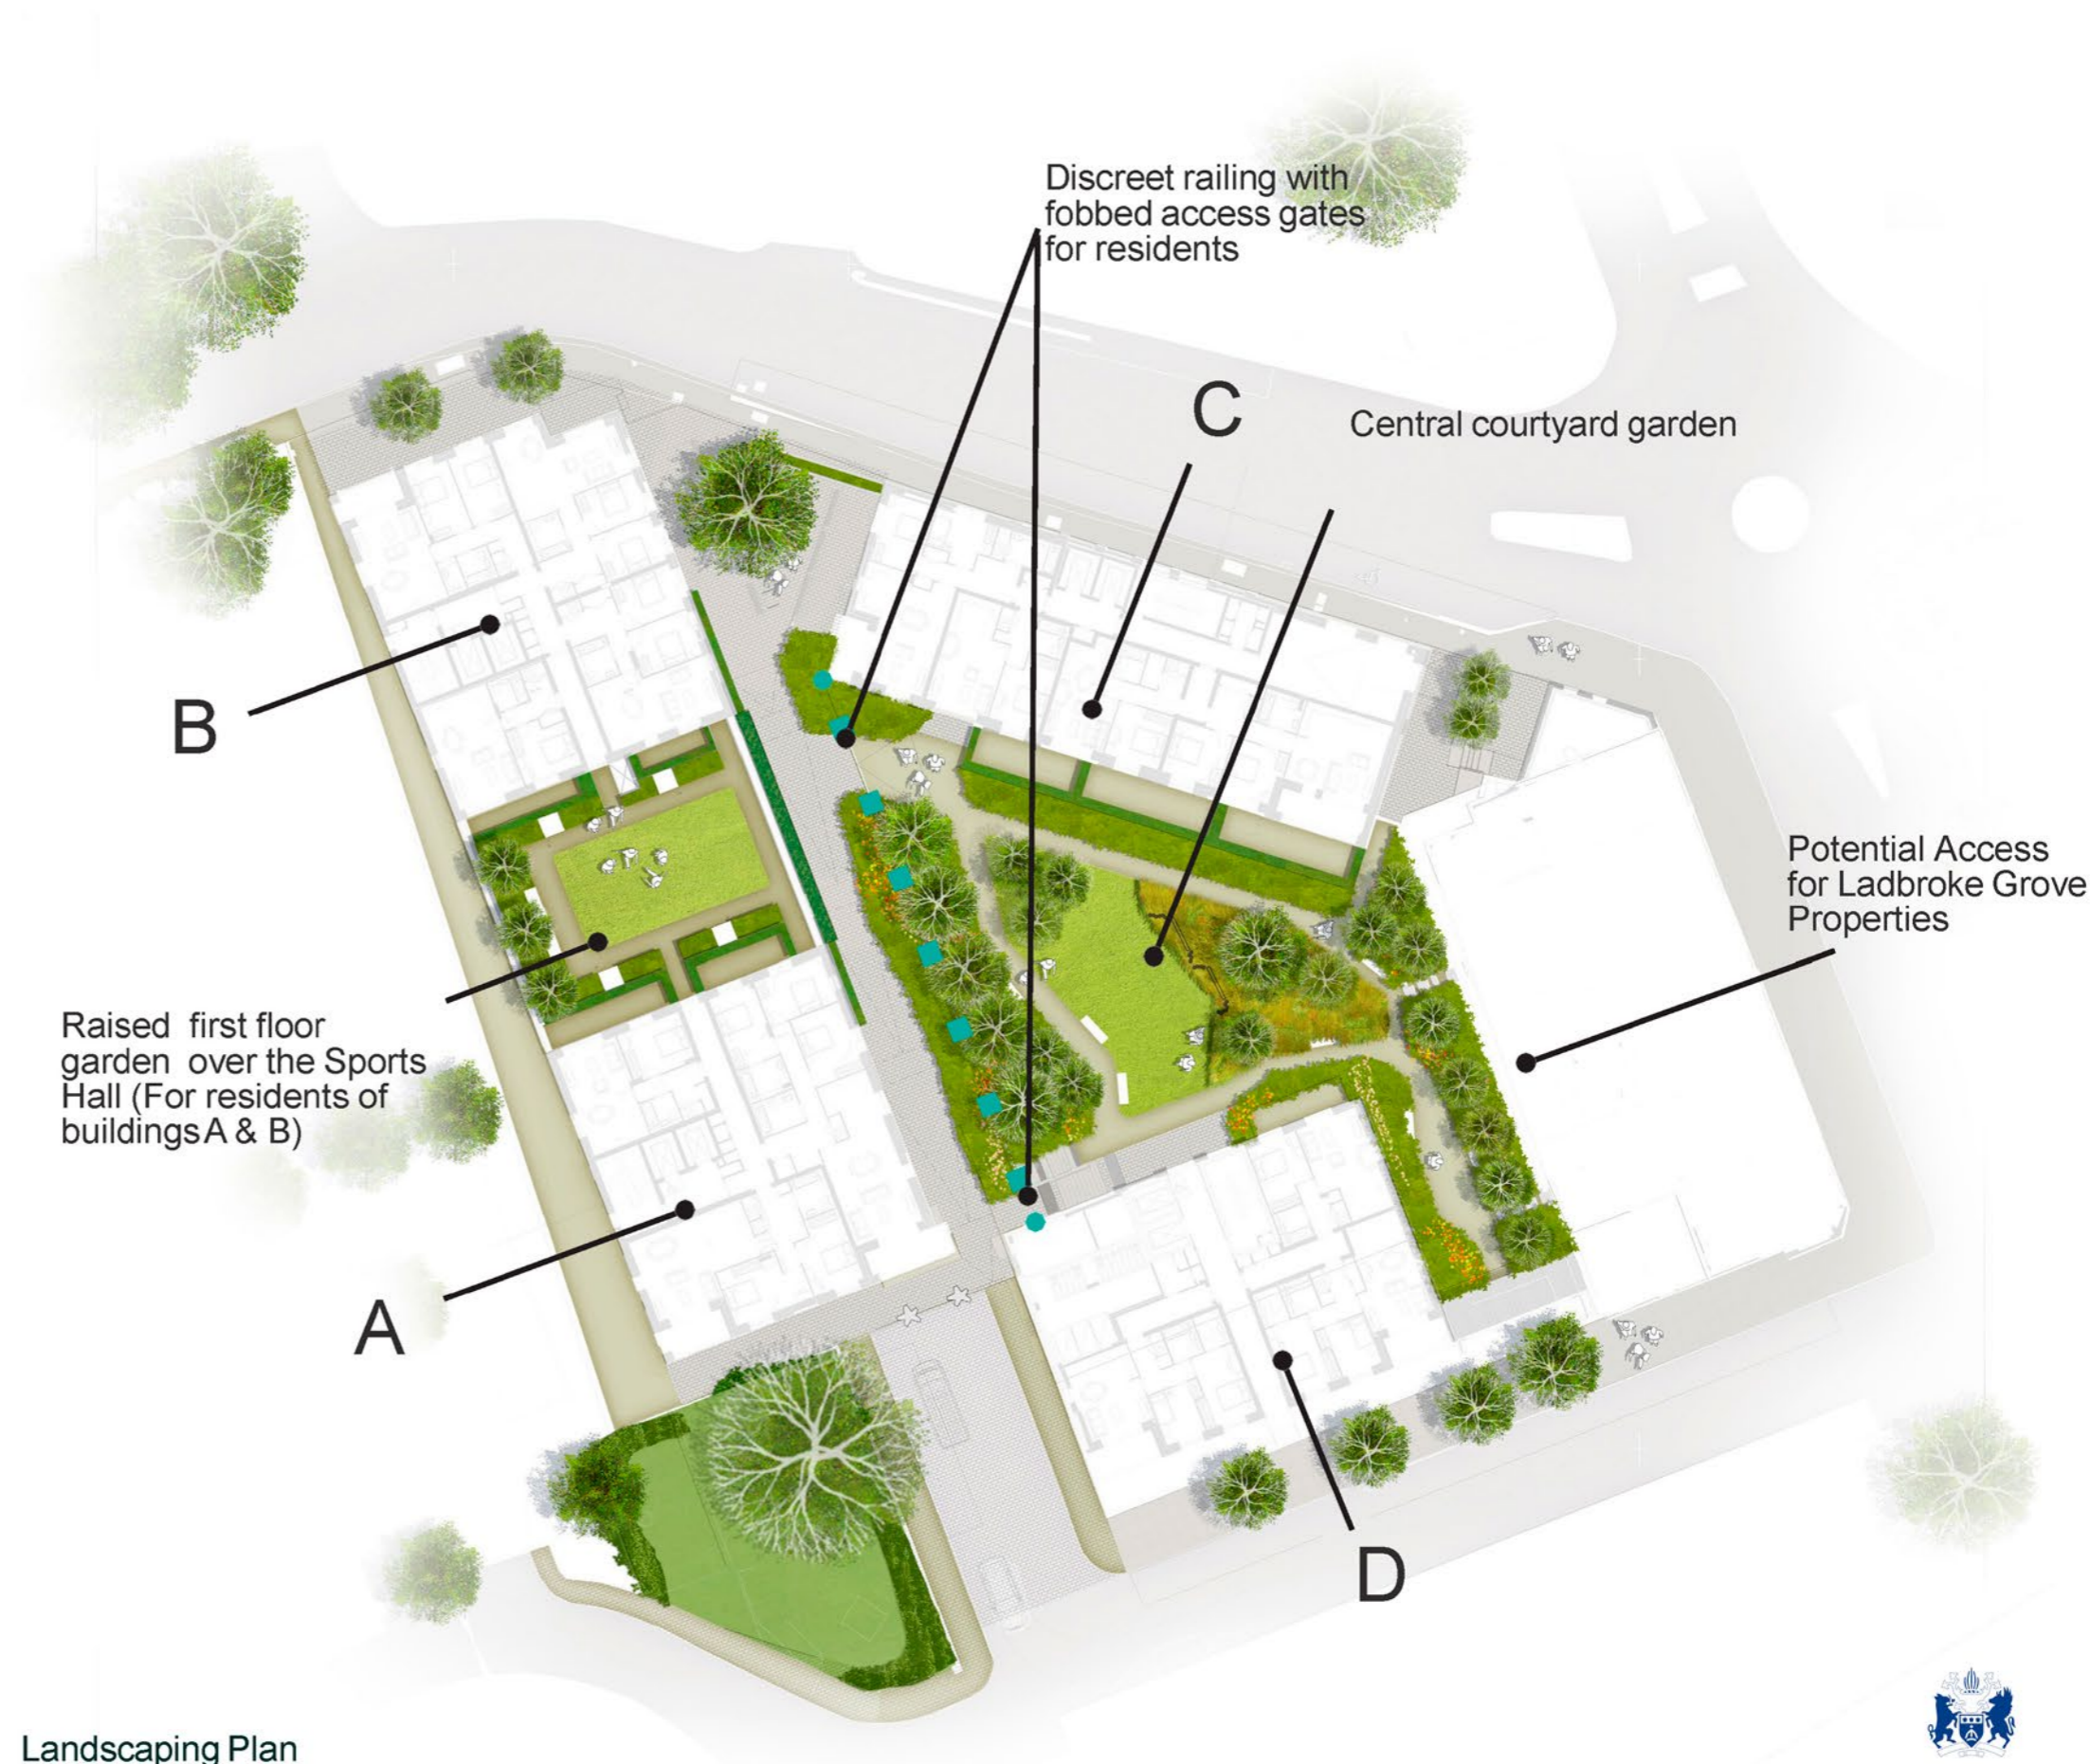 Discreet railing with
fobbed access gates
for residents
C
Central courtyard garden
B
Potential Access
for Ladbroke Grove
Properties
Raised first floor
garden over the Sports
Hall (For residents of
buildings A & B)
A
D
Landscaping Plan